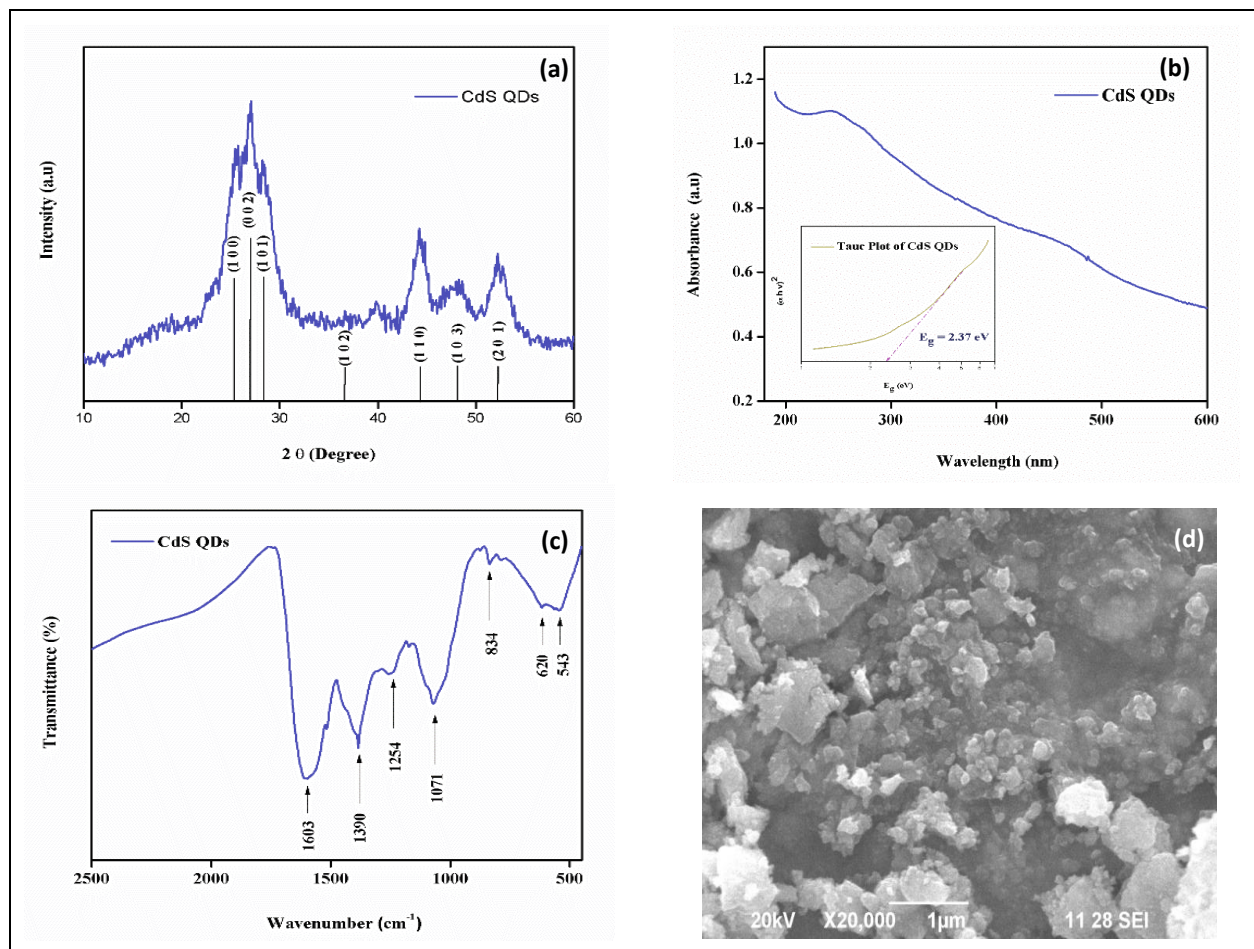 (a)
CdS QDs
Intensity (a.u)
(1 0 0)
(0 0 2)
(1 0 1)
(1 0 2)
(1 1 0)
(1 0 3)
(2 0 1)
10 20 30 40 50 60
2 θ (Degree)
(b)
CdS QDs
Absorbance (a.u)
1.2
1.0
0.8
0.6
0.4
0.2
Tauc Plot of CdS QDs
(α h ν)²
E_g = 2.37 eV
E_g (eV)
200 300 400 500 600
Wavelength (nm)
(c)
CdS QDs
Transmittance (%)
1603
1390
1254
1071
834
620
543
2500 2000 1500 1000 500
Wavenumber (cm⁻¹)
(d)
20kV X20,000 1µm 11 28 SEI